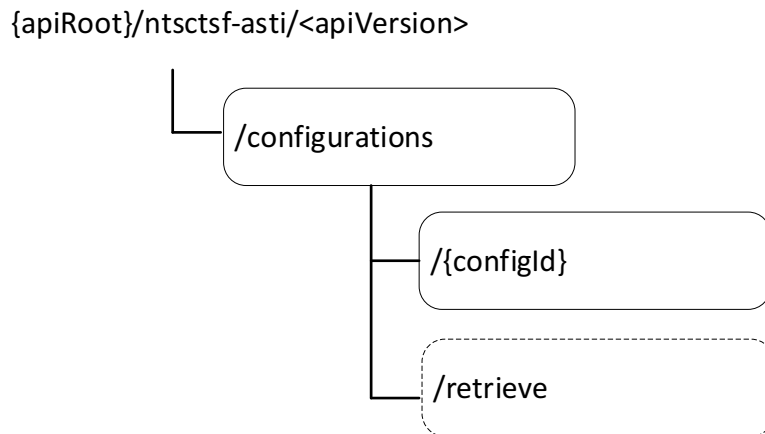 {apiRoot}/ntsctsf-asti/<apiVersion>
/configurations
/{configId}
/retrieve